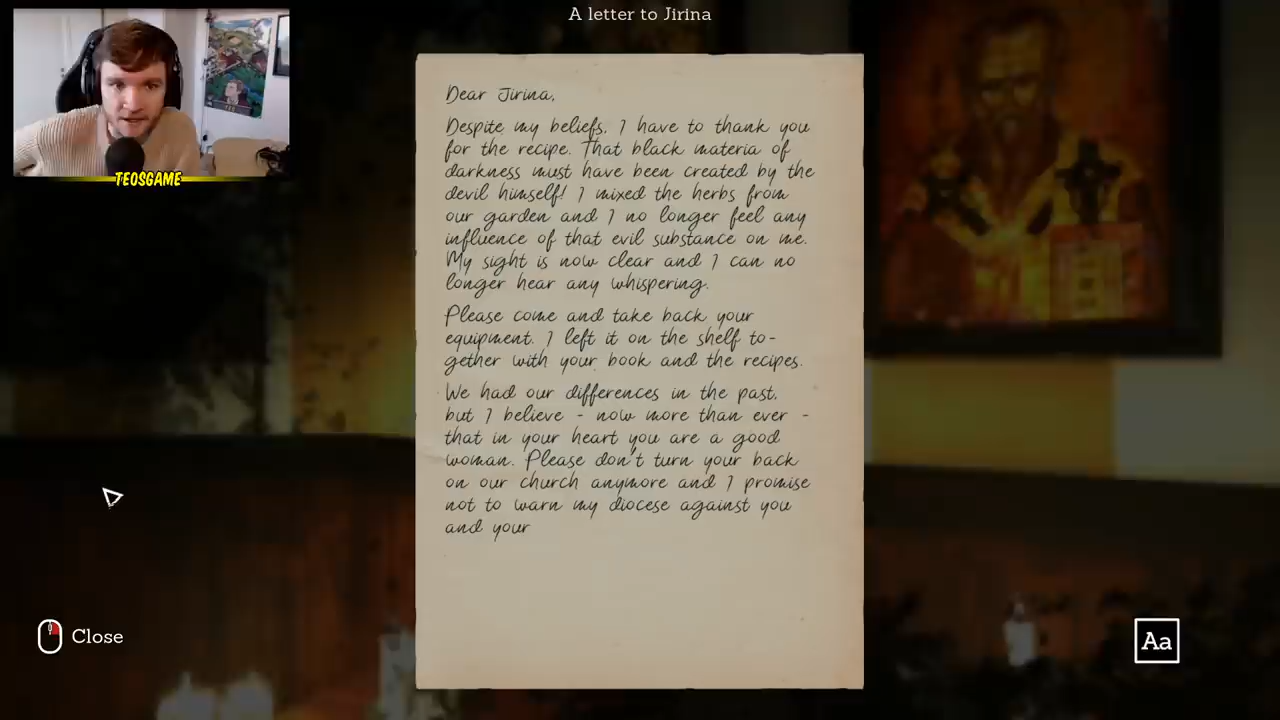 A letter to Jirina
TEOSGAME
Dear Jirina,
Despite my beliefs, I have to thank you
for the recipe. That black materia of
darkness must have been created by the
devil himself! I mixed the herbs from
our garden and I no longer feel any
influence of that evil substance on me.
My sight is now clear and I can no
longer hear any whispering.
Please come and take back your
equipment. I left it on the shelf to-
gether with your book and the recipes.
We had our differences in the past,
but I believe - now more than ever -
that in your heart you are a good
woman. Please don't turn your back
on our church anymore and I promise
not to warn my diocese against you
and your
Close
Aa